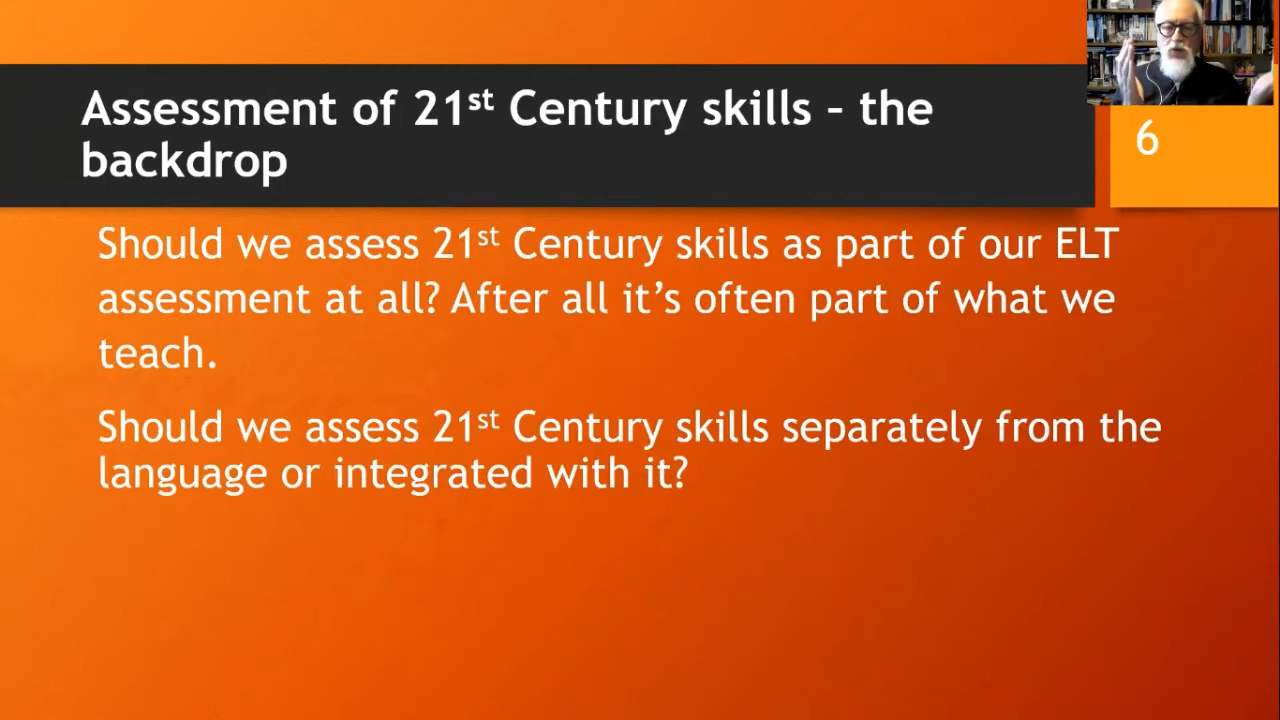 Assessment of 21st Century skills – the
backdrop
6
Should we assess 21st Century skills as part of our ELT
assessment at all? After all it's often part of what we
teach.
Should we assess 21st Century skills separately from the
language or integrated with it?